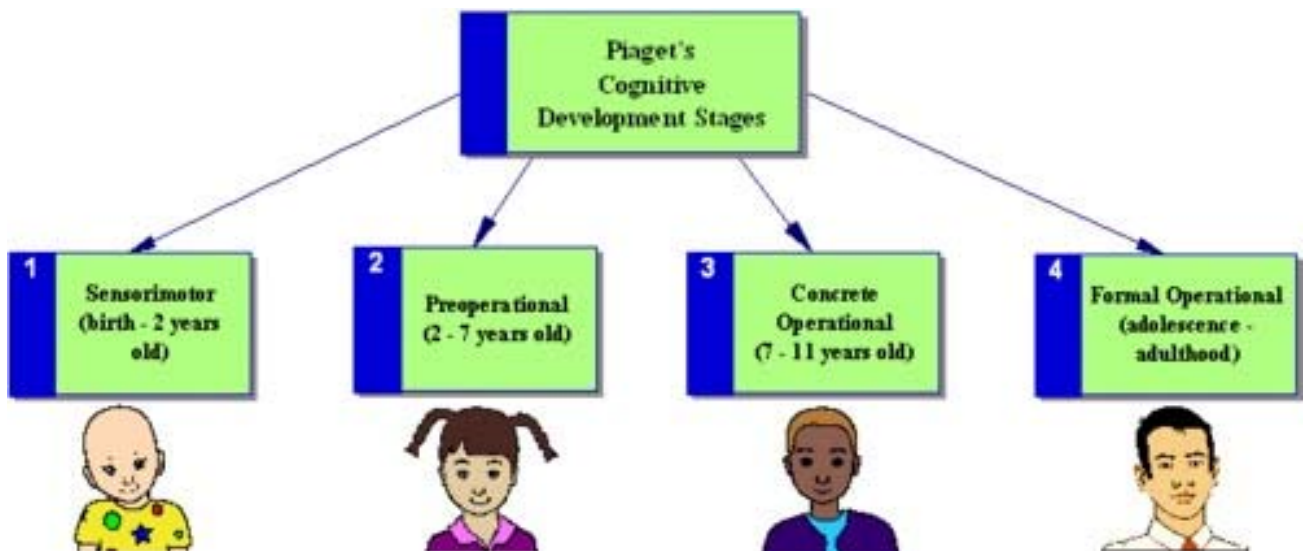 Piaget's
Cognitive
Development Stages
1
Sensorimotor
(birth - 2 years
old)
2
Preoperational
(2 - 7 years old)
3
Concrete
Operational
(7 - 11 years old)
4
Formal Operational
(adolescence -
adulthood)